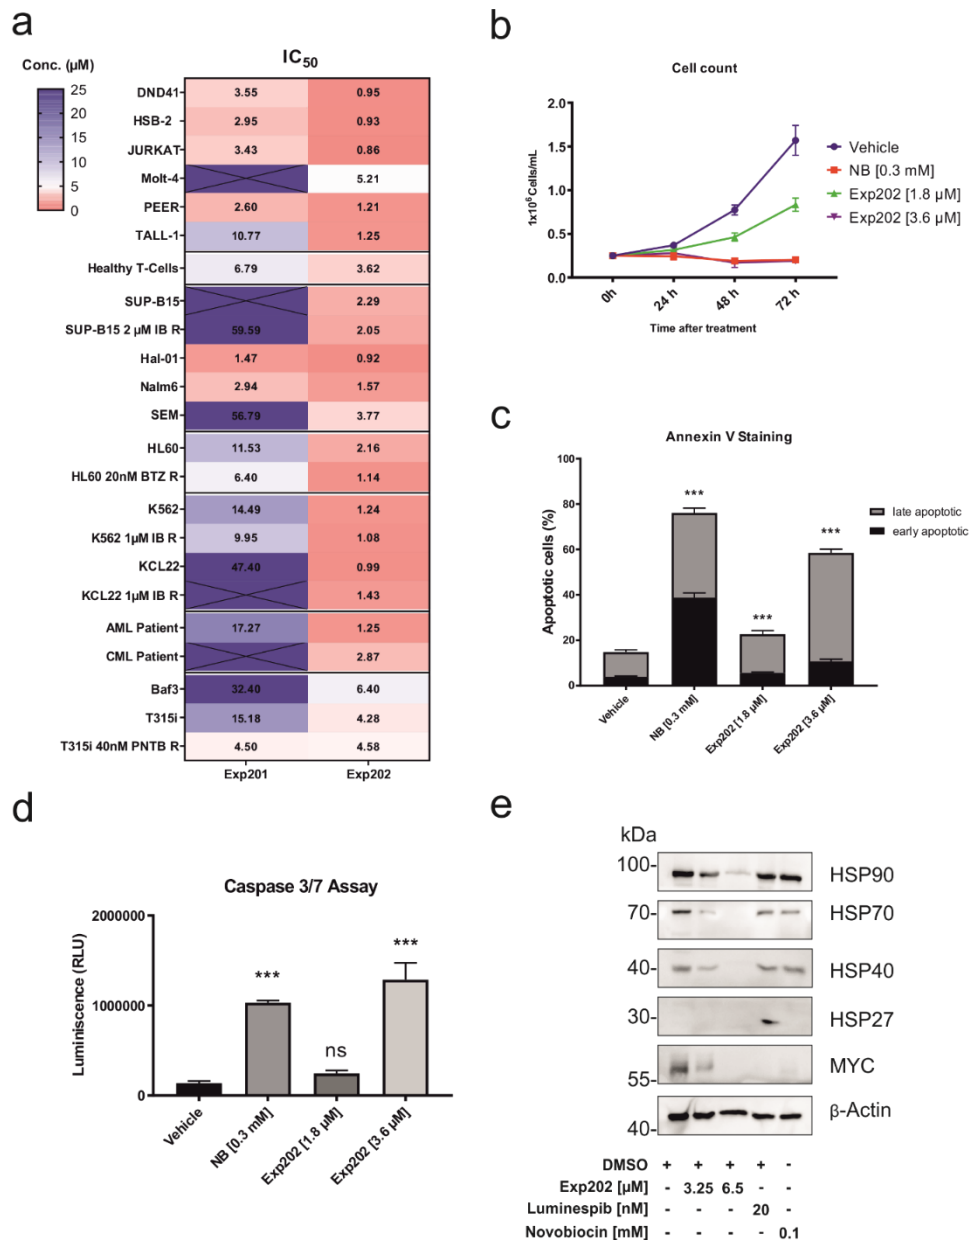 a
IC50
Conc. (µM)
25
20
15
10
5
0
DND41 3.55 0.95
HSB-2 2.95 0.93
JURKAT 3.43 0.86
Molt-4 5.21
PEER 2.60 1.21
TALL-1 10.77 1.25
Healthy T-Cells 6.79 3.62
SUP-B15 2.29
SUP-B15 2 µM IB R 59.59 2.05
Hal-01 1.47 0.92
Nalm6 2.94 1.57
SEM 56.79 3.77
HL60 11.53 2.16
HL60 20nM BTZ R 6.40 1.14
K562 14.49 1.24
K562 1µM IB R 9.95 1.08
KCL22 47.40 0.99
KCL22 1µM IB R 1.43
AML Patient 17.27 1.25
CML Patient 2.87
Baf3 32.40 6.40
T315i 15.18 4.28
T315i 40nM PNTB R 4.50 4.58
Exp201 Exp202
b
Cell count
1x10⁶Cells/mL
2.0
1.5
1.0
0.5
0.0
0h 24 h 48 h 72 h
Time after treatment
Vehicle
NB [0.3 mM]
Exp202 [1.8 µM]
Exp202 [3.6 µM]
c
Annexin V Staining
Apoptotic cells (%)
100
80
60
40
20
0
***
***
***
Vehicle NB [0.3 mM] Exp202 [1.8 µM] Exp202 [3.6 µM]
late apoptotic
early apoptotic
d
Caspase 3/7 Assay
Luminiscence (RLU)
2000000
1000000
0
***
ns
***
Vehicle NB [0.3 mM] Exp202 [1.8 µM] Exp202 [3.6 µM]
e
kDa
100- HSP90
70- HSP70
40- HSP40
30- HSP27
55- MYC
40- β-Actin
DMSO + + + + -
Exp202 [µM] - 3.25 6.5 - -
Luminespib [nM] - - - 20 -
Novobiocin [mM] - - - - 0.1